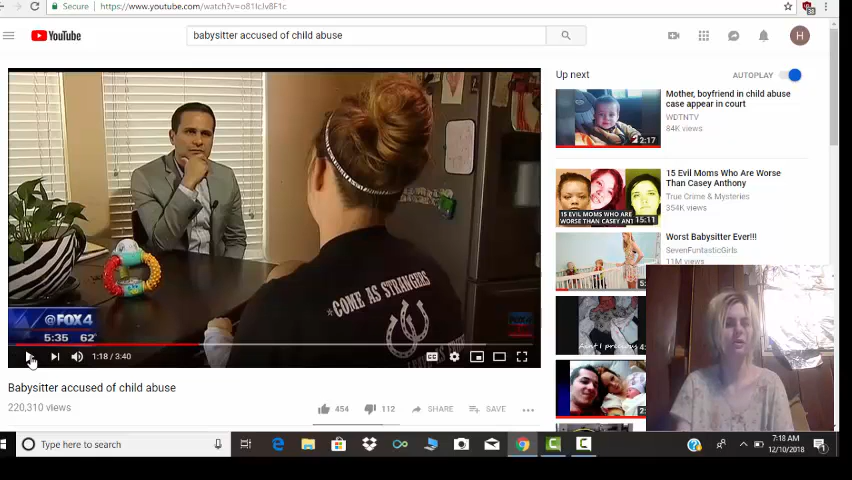 Secure
https://www.youtube.com/watch?v=o81IcJv8F1c
YouTube
babysitter accused of child abuse
H
*COME AS STRANGERS
@FOX4
5:35 62°
1:18 / 3:40
Babysitter accused of child abuse
220,310 views
454
112
SHARE
SAVE
Up next
AUTOPLAY
2:17
Mother, boyfriend in child abuse
case appear in court
WDTNTV
84K views
15 EVIL MOMS WHO ARE
WORSE THAN CASEY ANT
15:11
15 Evil Moms Who Are Worse
Than Casey Anthony
True Crime & Mysteries
354K views
Worst Babysitter Ever!!!
SevenFuntasticGirls
11M views
Ain't I precious
Type here to search
7:18 AM
12/10/2018